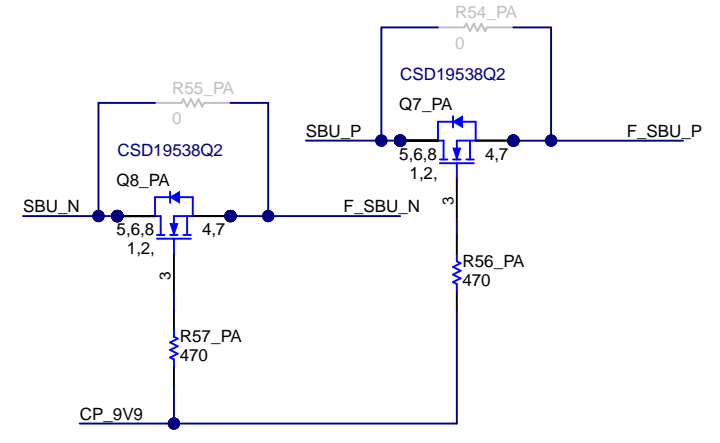 R54_PA
0
CSD19538Q2
Q7_PA
SBU_P
F_SBU_P
5,6,8
4,7
1,2,
3
R56_PA
470
R55_PA
0
CSD19538Q2
Q8_PA
SBU_N
F_SBU_N
5,6,8
4,7
1,2,
3
R57_PA
470
CP_9V9